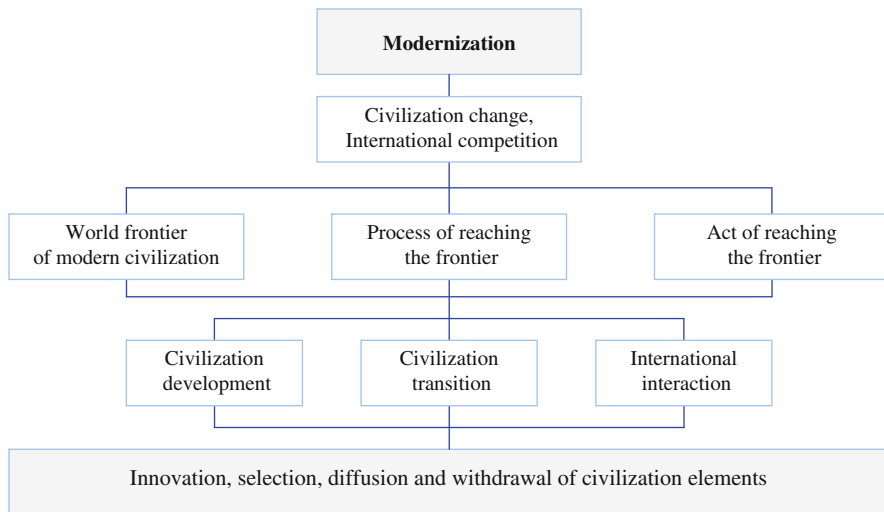 Modernization
Civilization change,
International competition
World frontier
of modern civilization
Process of reaching
the frontier
Act of reaching
the frontier
Civilization
development
Civilization
transition
International
interaction
Innovation, selection, diffusion and withdrawal of civilization elements